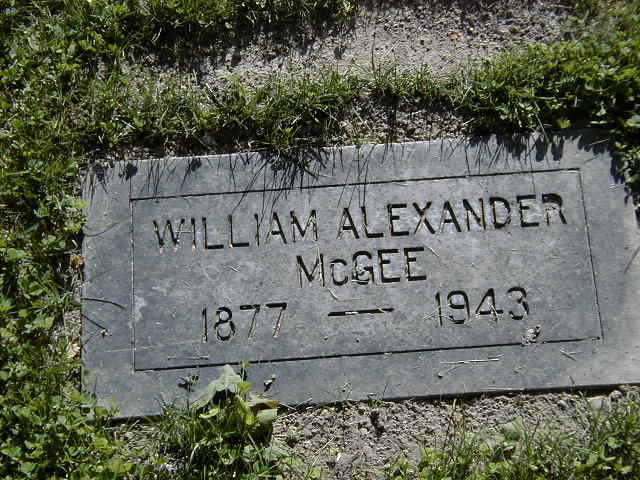 WILLIAM ALEXANDER
McGEE
1877 — 1943